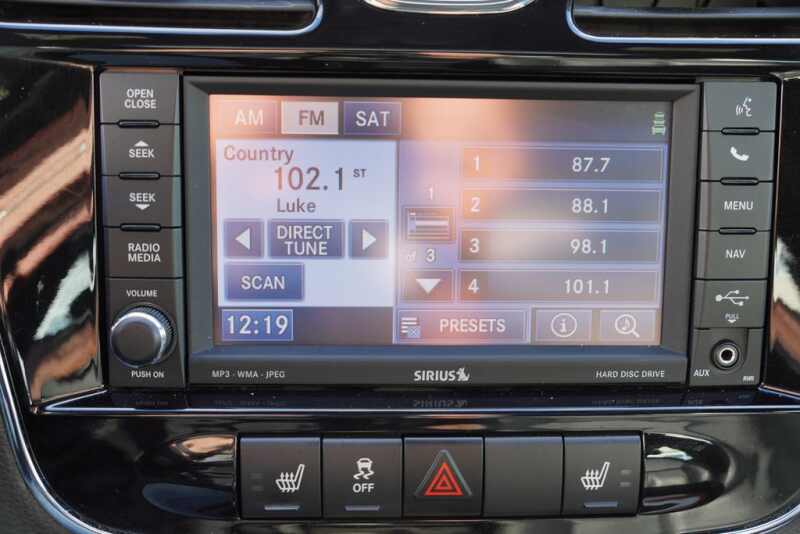 OPEN
CLOSE
SEEK
SEEK
RADIO
MEDIA
VOLUME
PUSH ON
AM FM SAT
Country
102.1 ST
Luke
DIRECT
TUNE
SCAN
12:19
1
of 3
1 87.7
2 88.1
3 98.1
4 101.1
PRESETS
i
MP3 · WMA · JPEG
SIRIUS
HARD DISC DRIVE
MENU
NAV
PULL
AUX
OFF